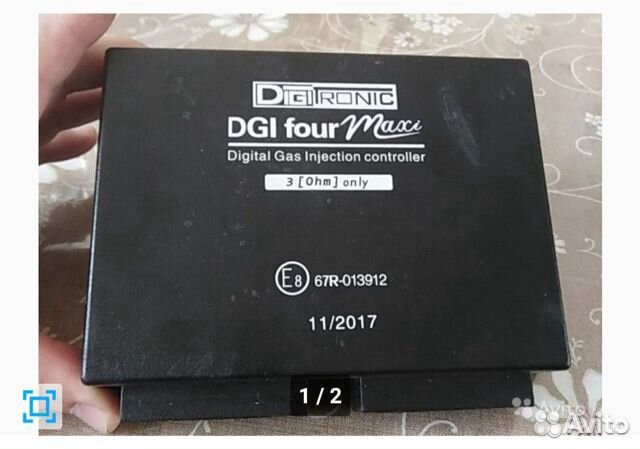 DIGITRONIC
DGI four Maxi
Digital Gas Injection controller
3 [Ohm] only
E8 67R-013912
11/2017
1 / 2
Avito
Avito